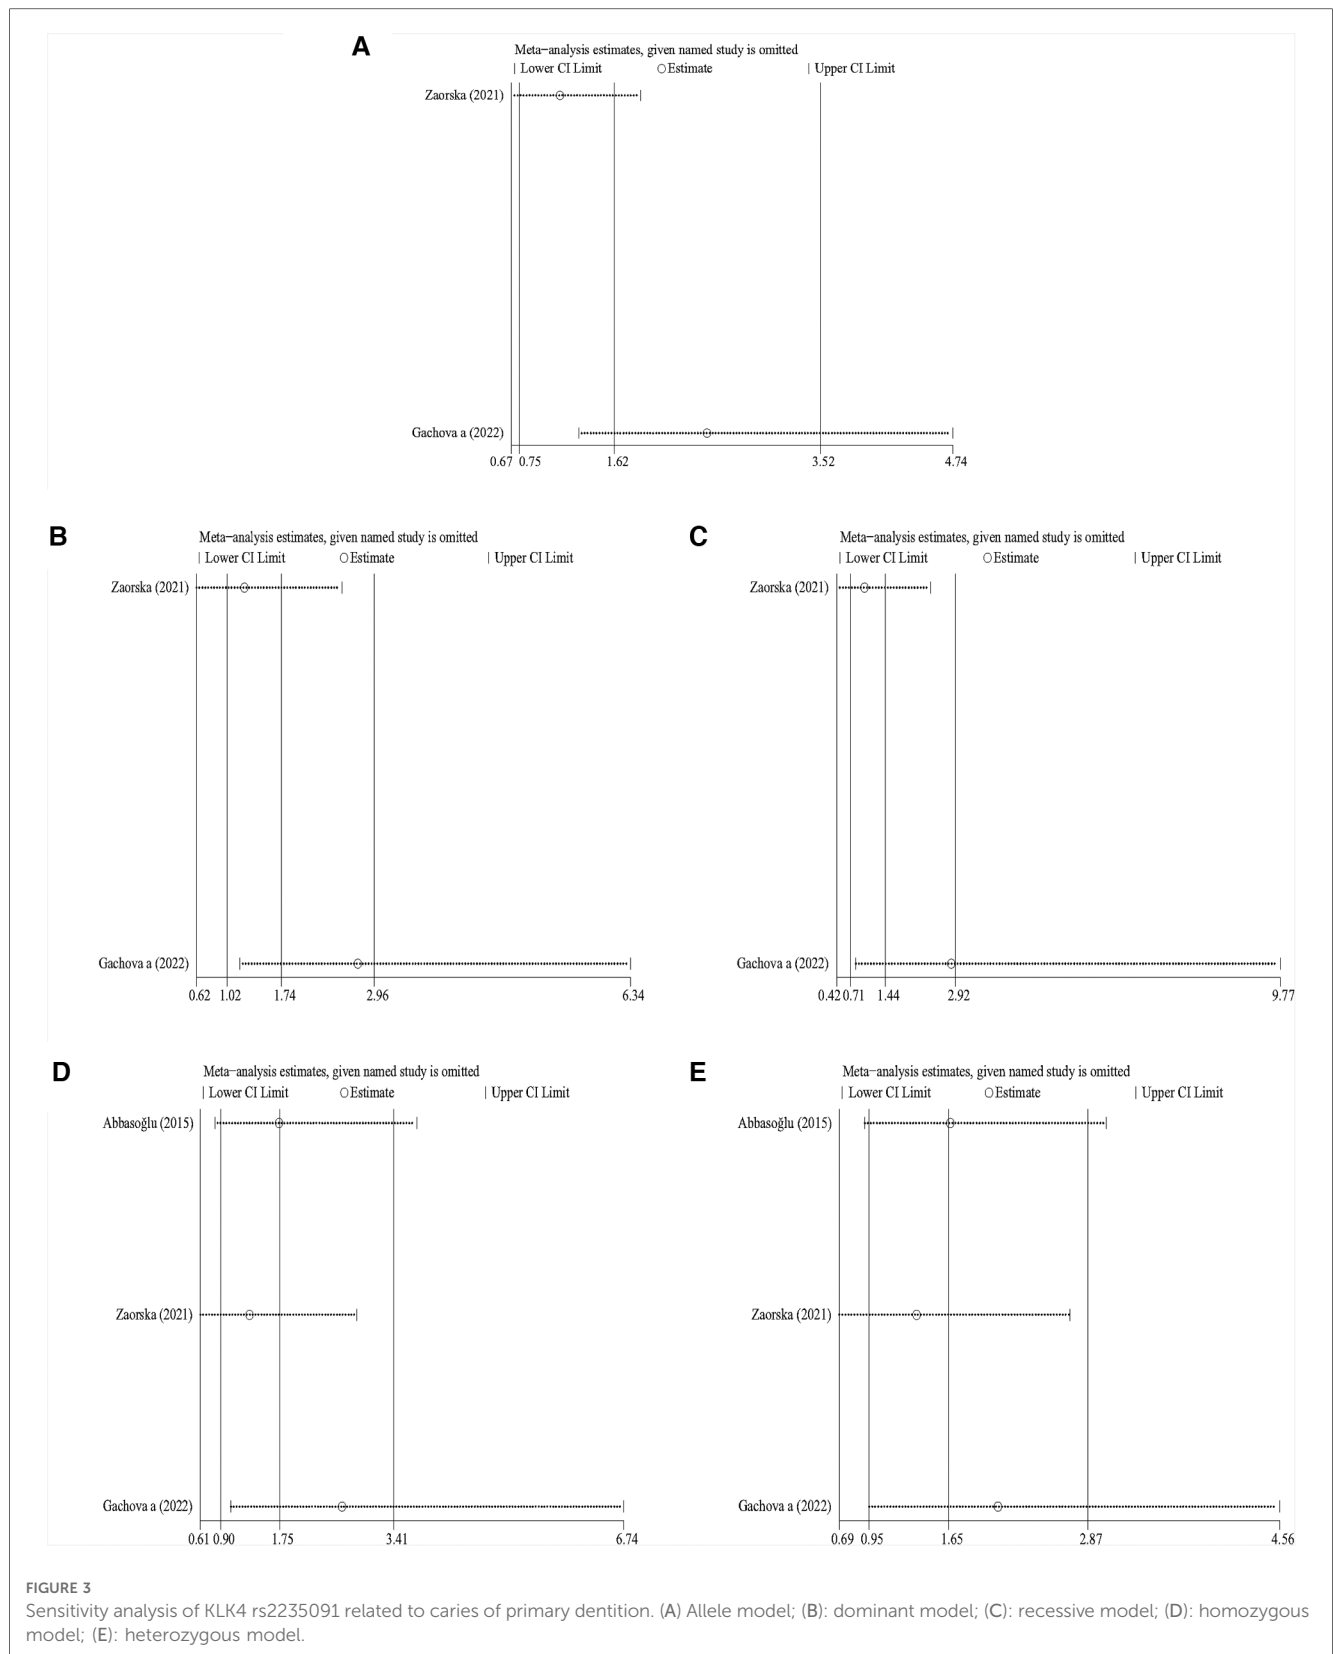 A
Meta−analysis estimates, given named study is omitted
| Lower CI Limit ○Estimate | Upper CI Limit
Zaorska (2021)
Gachova a (2022)
0.67 0.75 1.62 3.52 4.74
B
Meta−analysis estimates, given named study is omitted
| Lower CI Limit ○Estimate | Upper CI Limit
Zaorska (2021)
Gachova a (2022)
0.62 1.02 1.74 2.96 6.34
C
Meta−analysis estimates, given named study is omitted
| Lower CI Limit ○Estimate | Upper CI Limit
Zaorska (2021)
Gachova a (2022)
0.42 0.71 1.44 2.92 9.77
D
Meta−analysis estimates, given named study is omitted
| Lower CI Limit ○Estimate | Upper CI Limit
Abbasoğlu (2015)
Zaorska (2021)
Gachova a (2022)
0.61 0.90 1.75 3.41 6.74
E
Meta−analysis estimates, given named study is omitted
| Lower CI Limit ○Estimate | Upper CI Limit
Abbasoğlu (2015)
Zaorska (2021)
Gachova a (2022)
0.69 0.95 1.65 2.87 4.56
FIGURE 3
Sensitivity analysis of KLK4 rs2235091 related to caries of primary dentition. (A) Allele model; (B): dominant model; (C): recessive model; (D): homozygous
model; (E): heterozygous model.